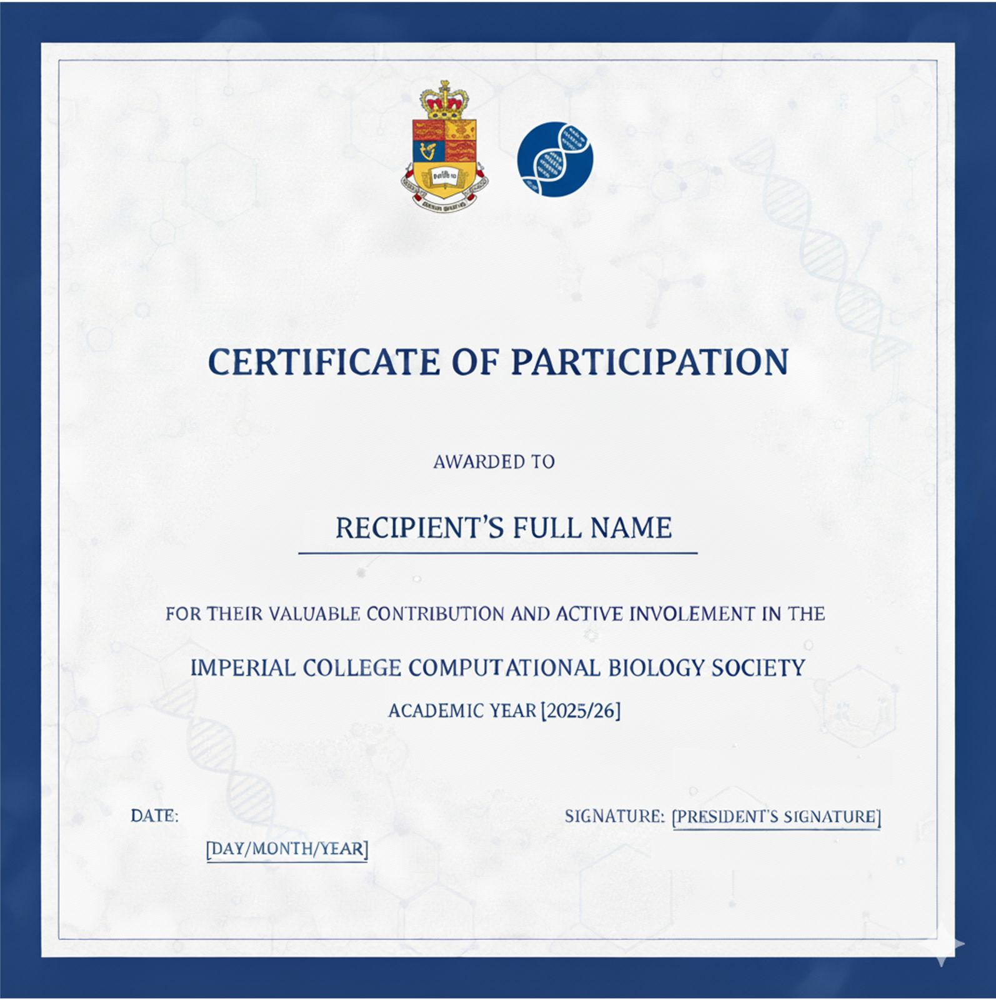 CERTIFICATE OF PARTICIPATION
AWARDED TO
RECIPIENT'S FULL NAME
FOR THEIR VALUABLE CONTRIBUTION AND ACTIVE INVOLEMENT IN THE
IMPERIAL COLLEGE COMPUTATIONAL BIOLOGY SOCIETY
ACADEMIC YEAR [2025/26]
DATE:
SIGNATURE: [PRESIDENT'S SIGNATURE]
[DAY/MONTH/YEAR]